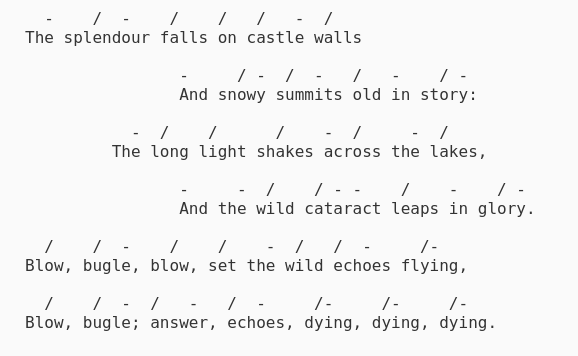 -    /  -    /    /   /   -  /
The splendour falls on castle walls
-     / -  /  -   /   -    / -
And snowy summits old in story:
-  /    /      /    -  /     -  /
The long light shakes across the lakes,
-     -  /    / - -    /    -    / -
And the wild cataract leaps in glory.
/    /  -    /    /    -  /   /  -     /-
Blow, bugle, blow, set the wild echoes flying,
/    /  -  /   -   /  -     /-     /-     /-
Blow, bugle; answer, echoes, dying, dying, dying.